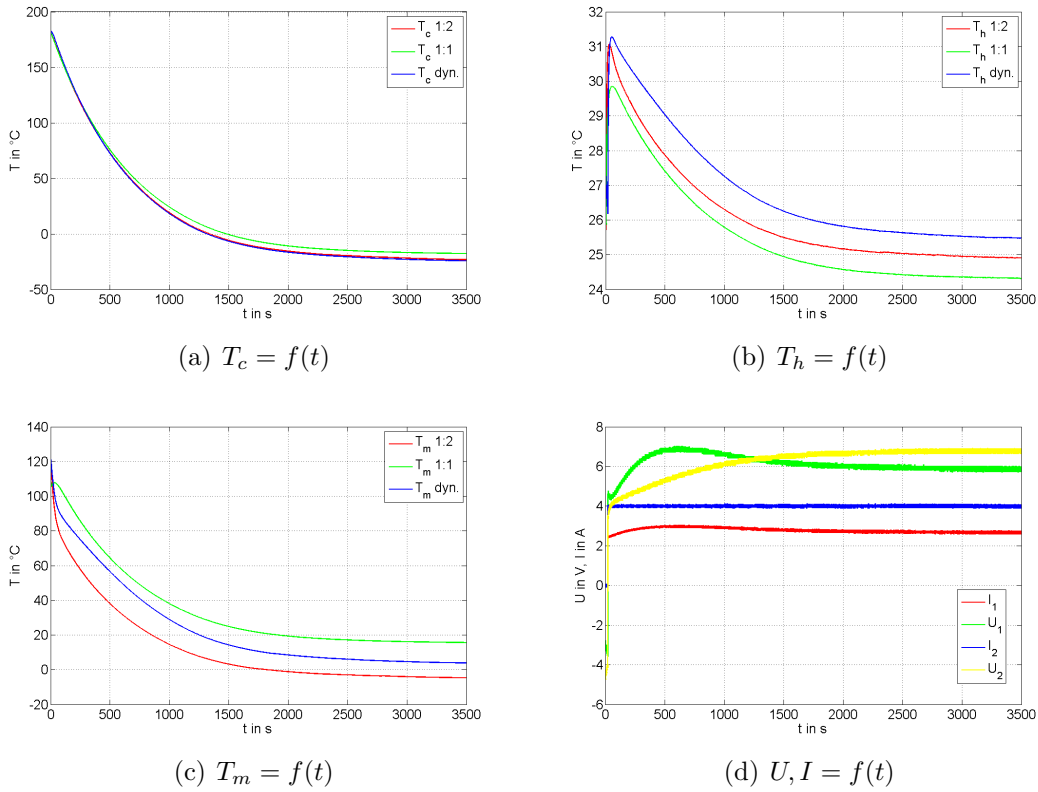 200
150
100
50
0
-50
T in °C
0 500 1000 1500 2000 2500 3000 3500
t in s
T_c 1:2
T_c 1:1
T_c dyn.
(a) T_c = f(t)
32
31
30
29
28
27
26
25
24
T in °C
0 500 1000 1500 2000 2500 3000 3500
t in s
T_h 1:2
T_h 1:1
T_h dyn.
(b) T_h = f(t)
140
120
100
80
60
40
20
0
-20
T in °C
0 500 1000 1500 2000 2500 3000 3500
t in s
T_m 1:2
T_m 1:1
T_m dyn.
(c) T_m = f(t)
8
6
4
2
0
-2
-4
-6
U in V, I in A
0 500 1000 1500 2000 2500 3000 3500
t in s
I_1
U_1
I_2
U_2
(d) U, I = f(t)